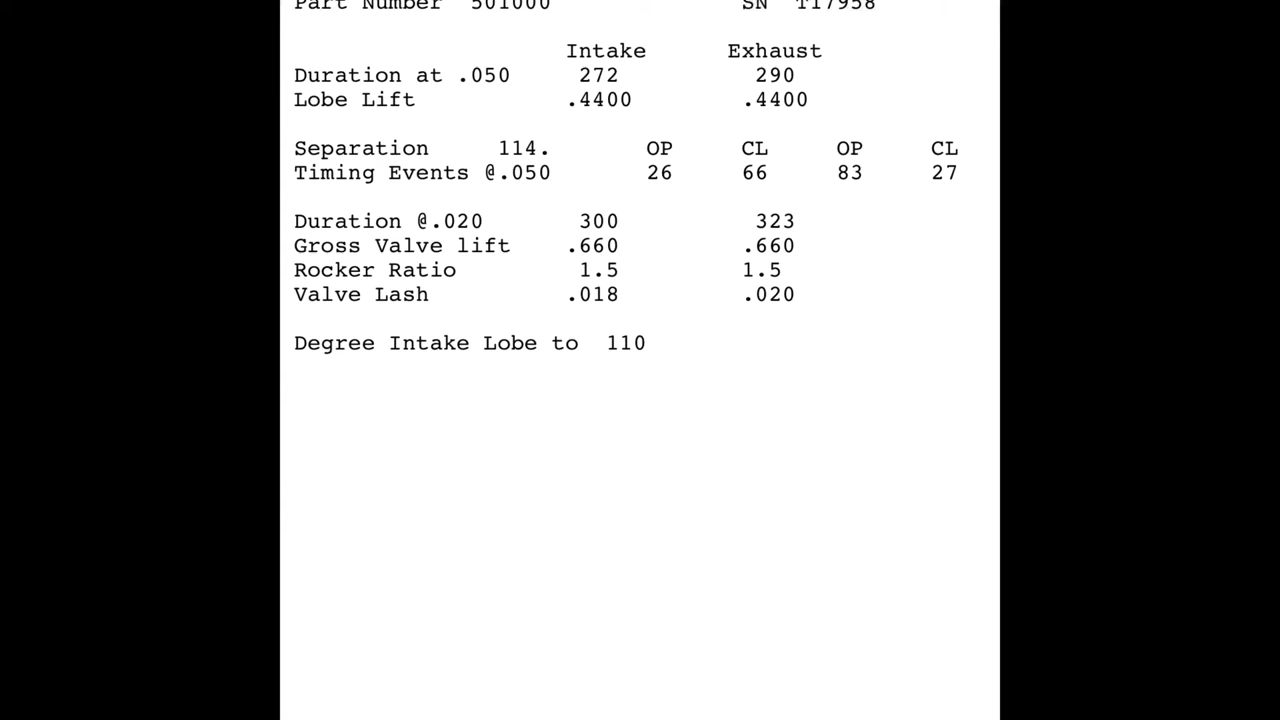 Part Number 501000 SN T17958
Intake Exhaust
Duration at .050 272 290
Lobe Lift .4400 .4400
Separation 114. OP CL OP CL
Timing Events @.050 26 66 83 27
Duration @.020 300 323
Gross Valve lift .660 .660
Rocker Ratio 1.5 1.5
Valve Lash .018 .020
Degree Intake Lobe to 110